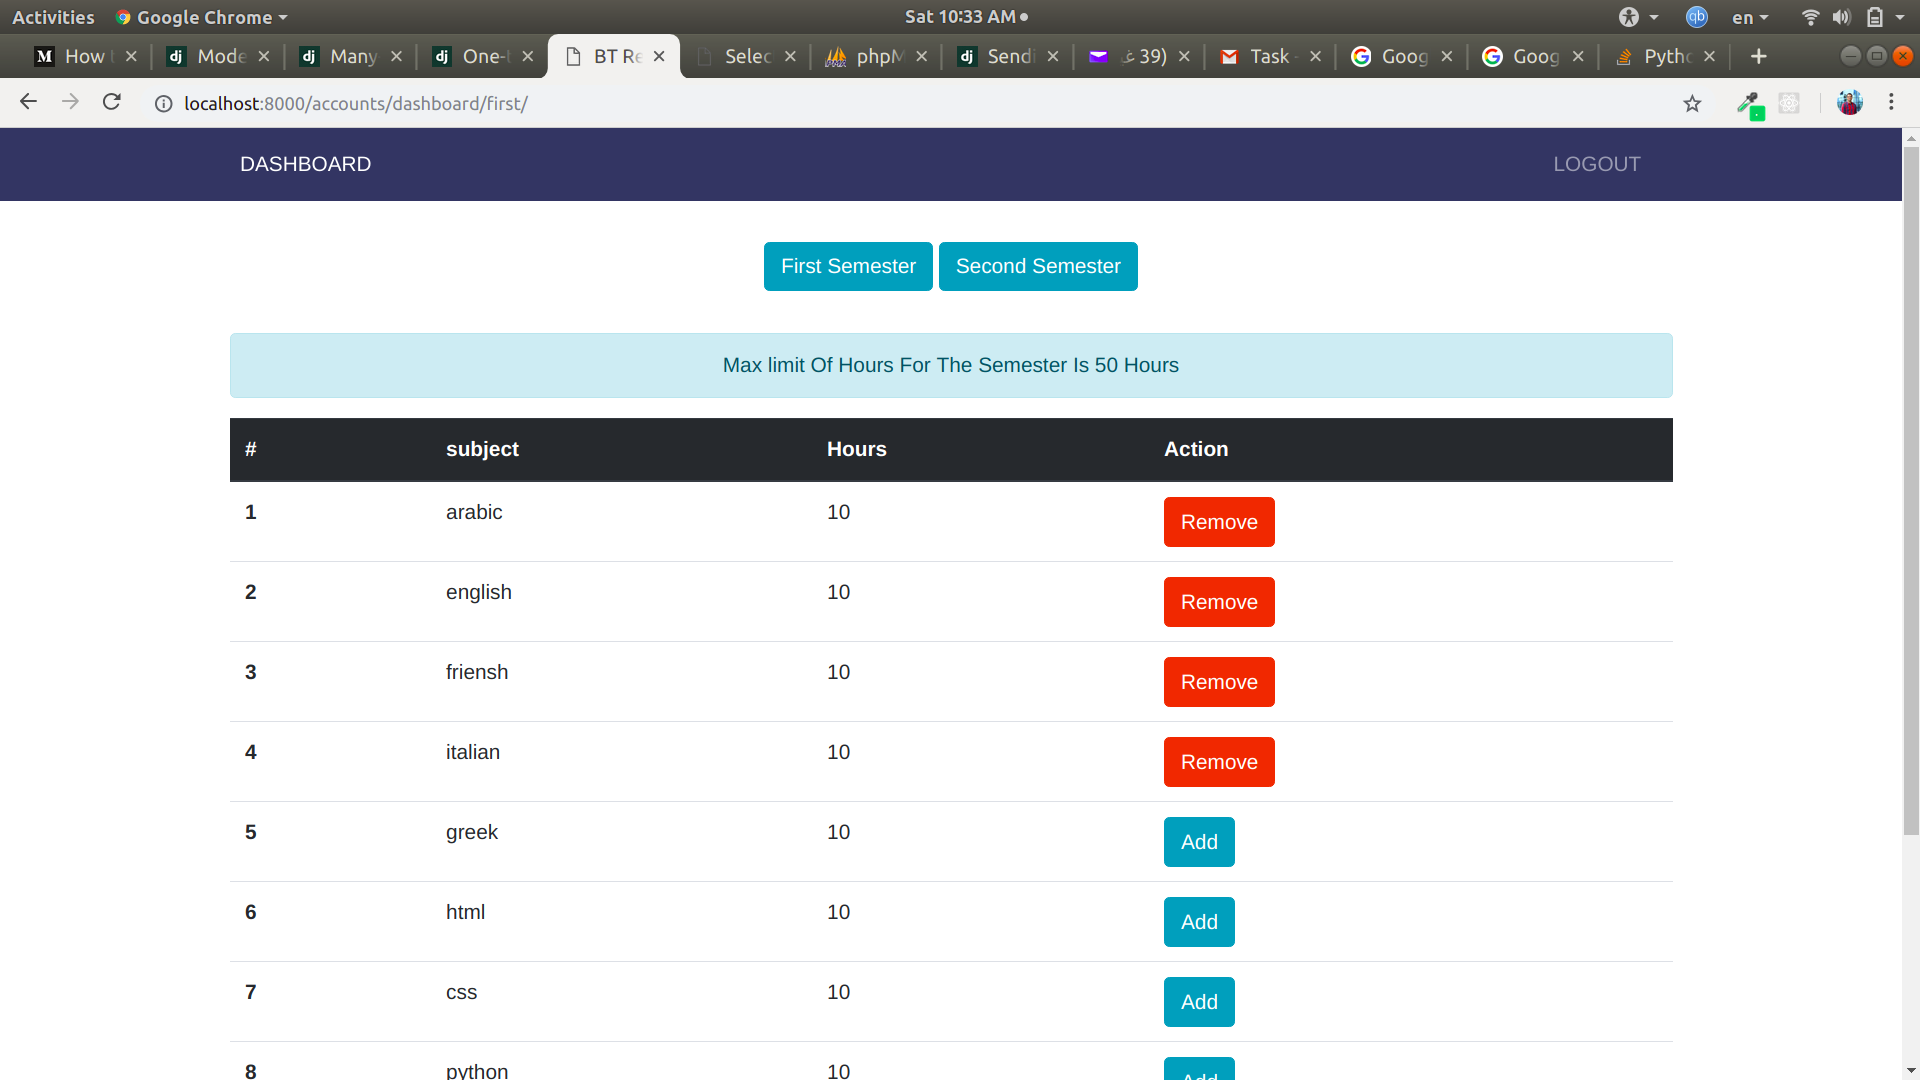 Activities Google Chrome Sat 10:33 AM en
How Mode Many One-t BT Re Selec phpM Sendi غ 39) Task - Goog Goog Pytho
localhost:8000/accounts/dashboard/first/
DASHBOARD LOGOUT
First Semester Second Semester
Max limit Of Hours For The Semester Is 50 Hours
# subject Hours Action
1 arabic 10 Remove
2 english 10 Remove
3 friensh 10 Remove
4 italian 10 Remove
5 greek 10 Add
6 html 10 Add
7 css 10 Add
8 python 10 Add